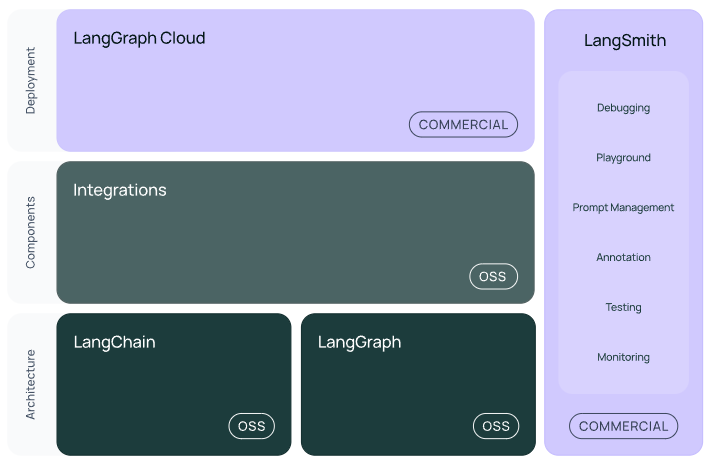 Deployment
LangGraph Cloud
COMMERCIAL
Components
Integrations
OSS
Architecture
LangChain
OSS
LangGraph
OSS
LangSmith
Debugging
Playground
Prompt Management
Annotation
Testing
Monitoring
COMMERCIAL